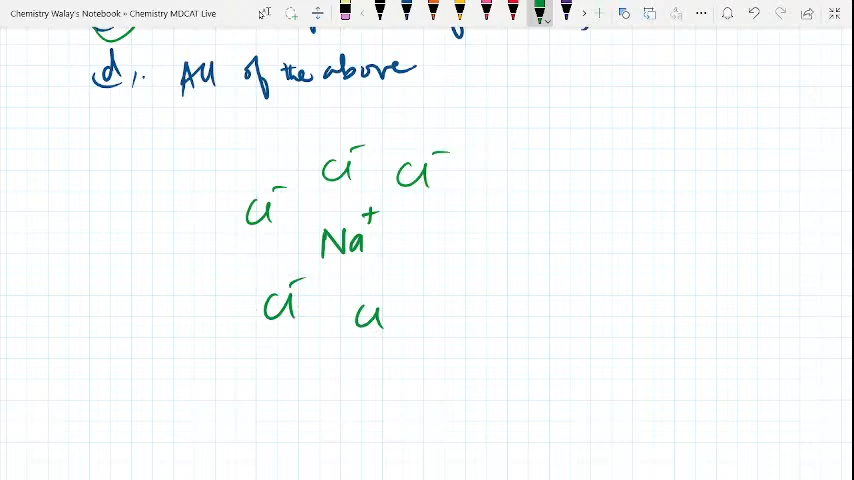 Chemistry Walay's Notebook » Chemistry MDCAT Live
d). All of the above
Cl⁻ Cl⁻
Cl⁻
Na⁺
Cl⁻ Cl